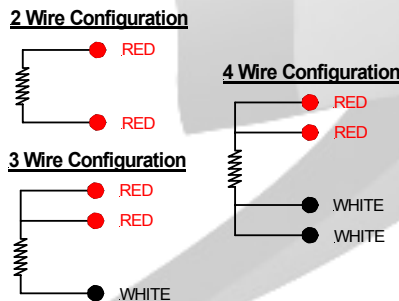 2 Wire Configuration
RED
RED
3 Wire Configuration
RED
RED
WHITE
4 Wire Configuration
RED
RED
WHITE
WHITE